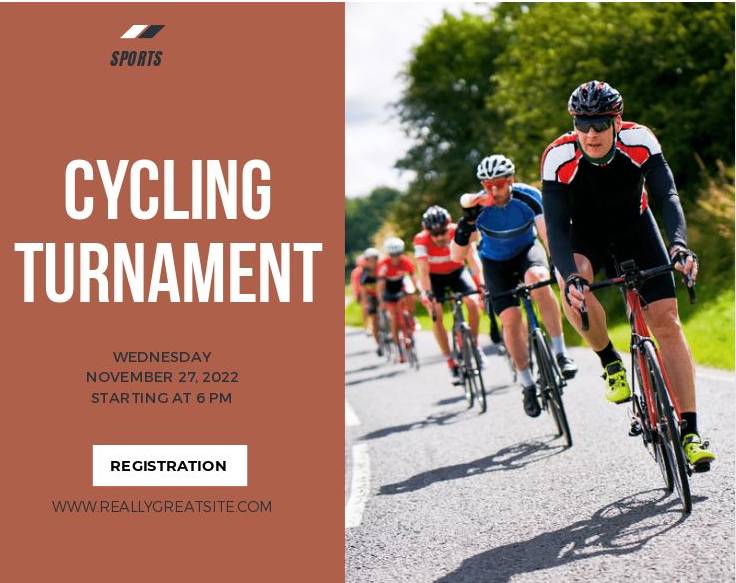 SPORTS
CYCLING
TURNAMENT
WEDNESDAY
NOVEMBER 27, 2022
STARTING AT 6 PM
REGISTRATION
WWW.REALLYGREATSITE.COM